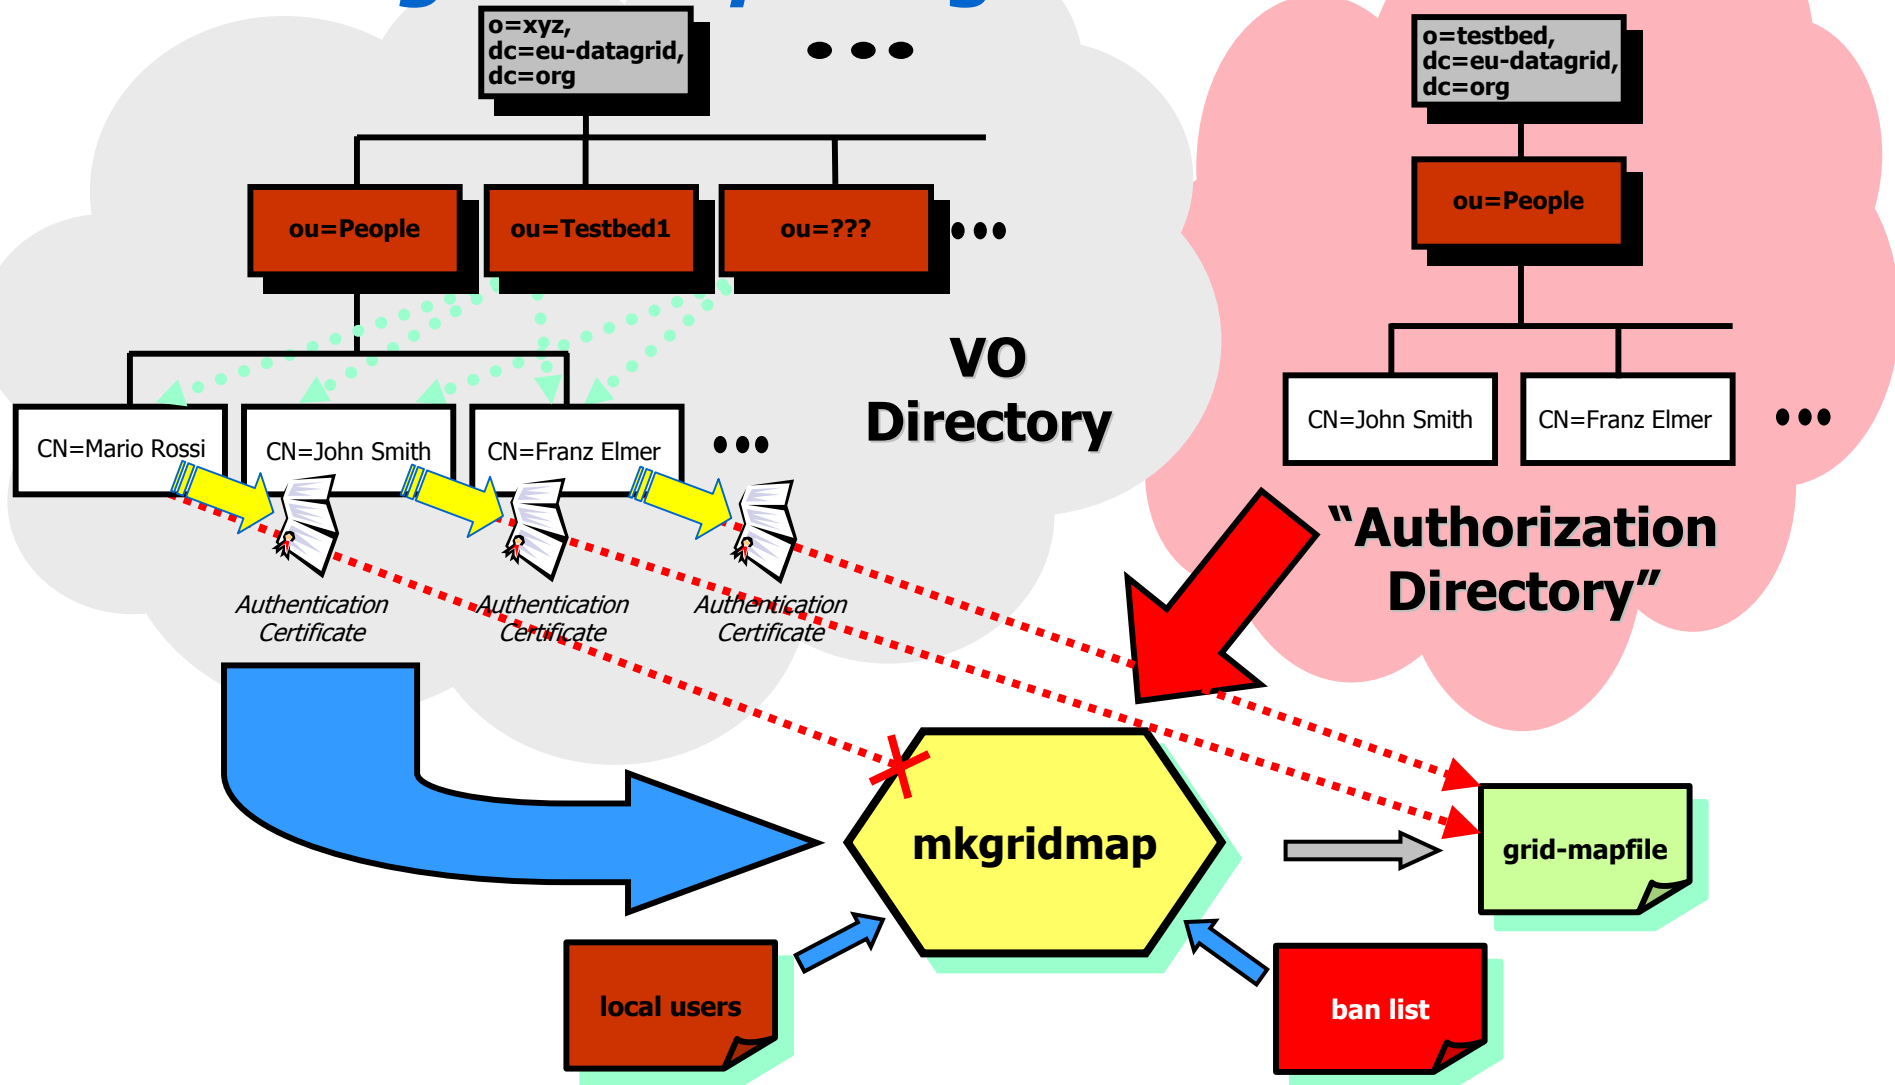 o=xyz,
dc=eu-datagrid,
dc=org
o=testbed,
dc=eu-datagrid,
dc=org
ou=People
ou=Testbed1
ou=???
ou=People
VO
Directory
CN=Mario Rossi
CN=John Smith
CN=Franz Elmer
CN=John Smith
CN=Franz Elmer
"Authorization
Directory"
Authentication
Certificate
Authentication
Certificate
Authentication
Certificate
mkgridmap
grid-mapfile
local users
ban list